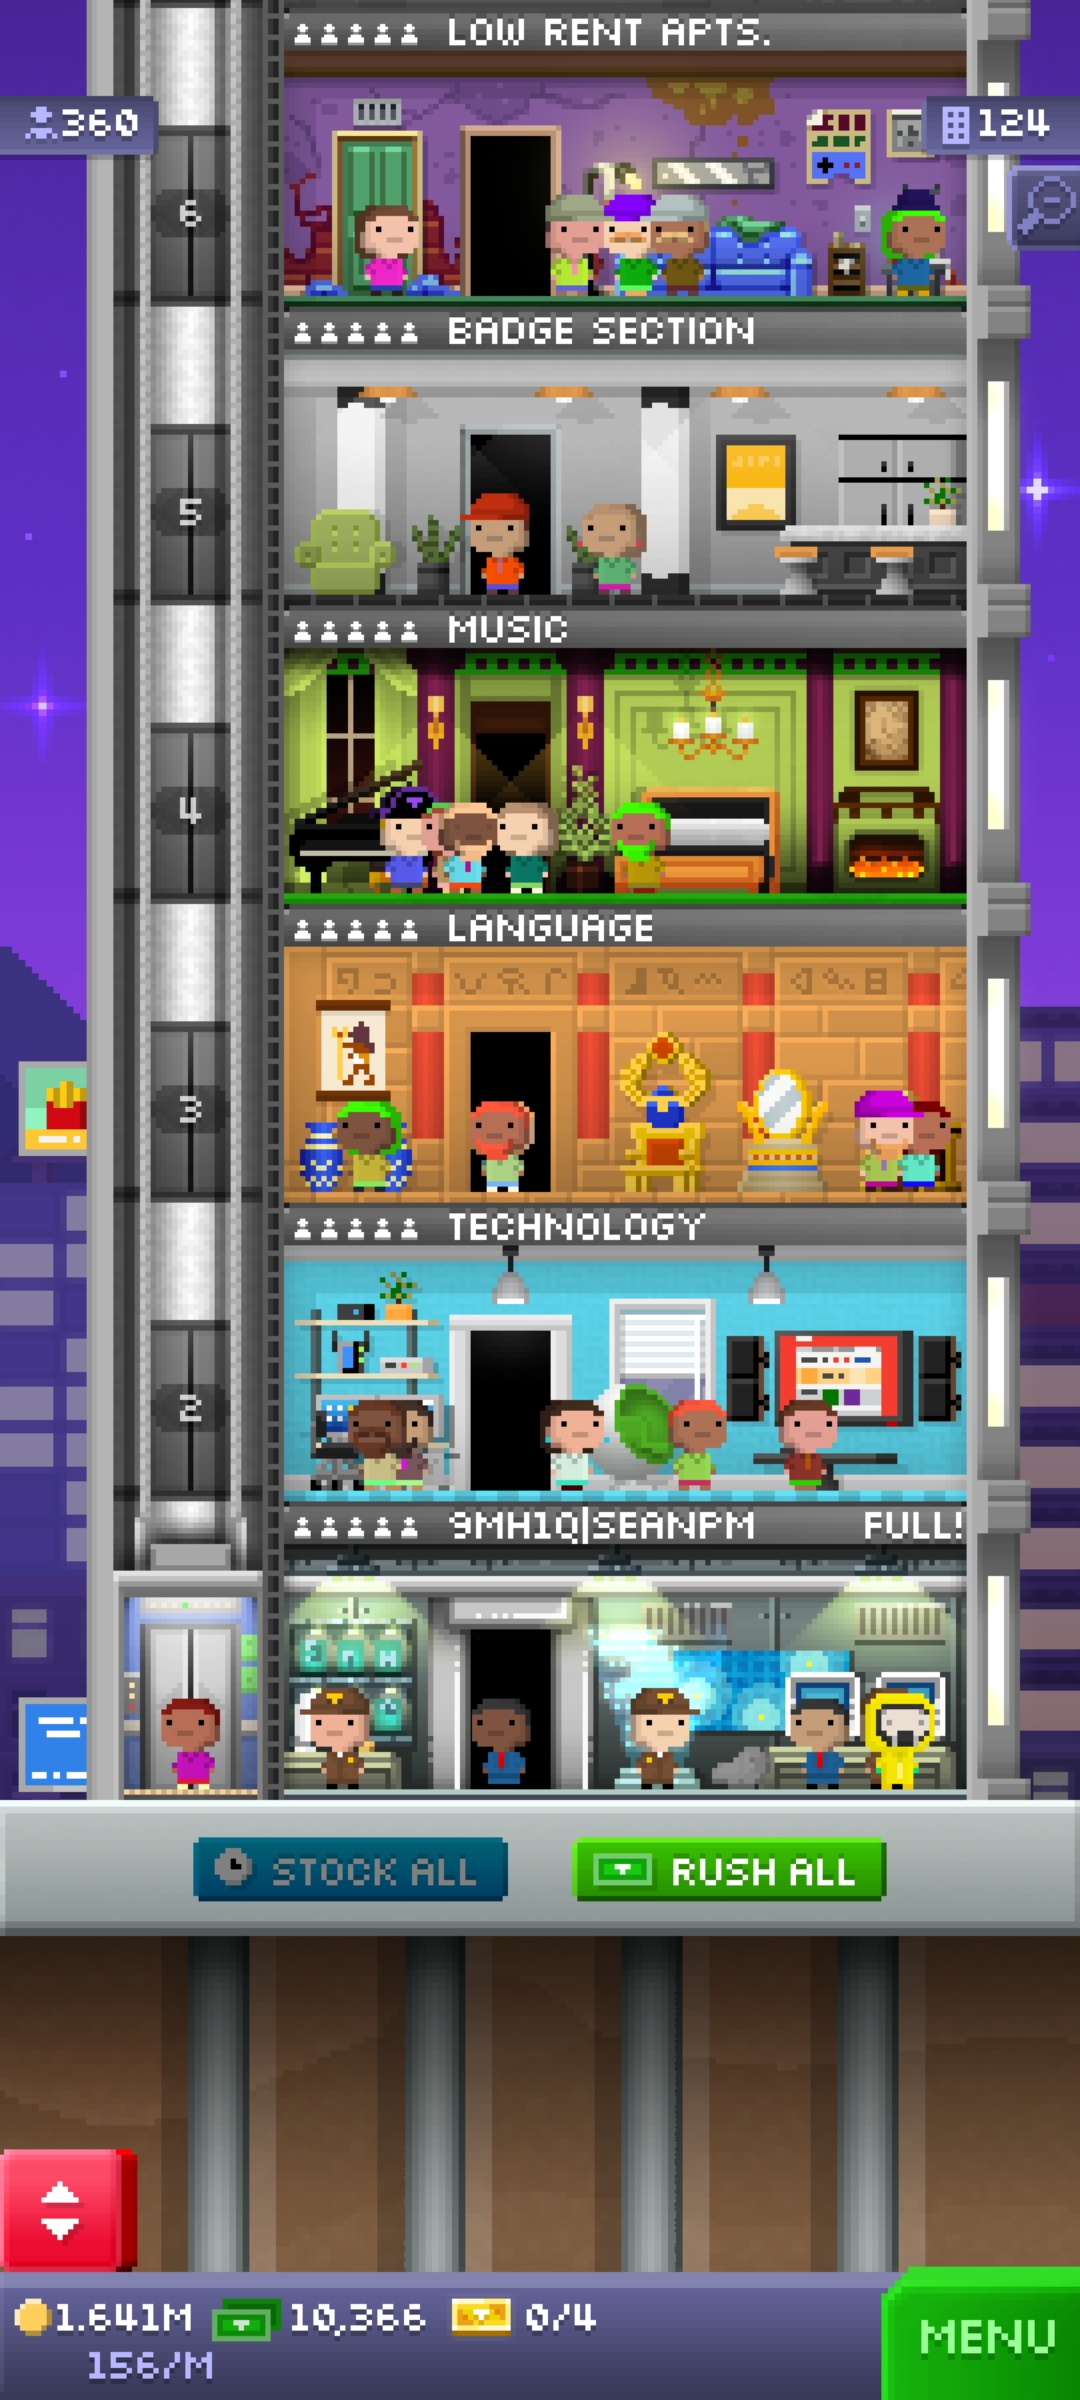 LOW RENT APTS.
360
124
6
BADGE SECTION
5
MUSIC
4
LANGUAGE
3
TECHNOLOGY
2
9MH1Q|SEANPM FULL!
STOCK ALL
RUSH ALL
1.641M 10,366 0/4
156/M
MENU